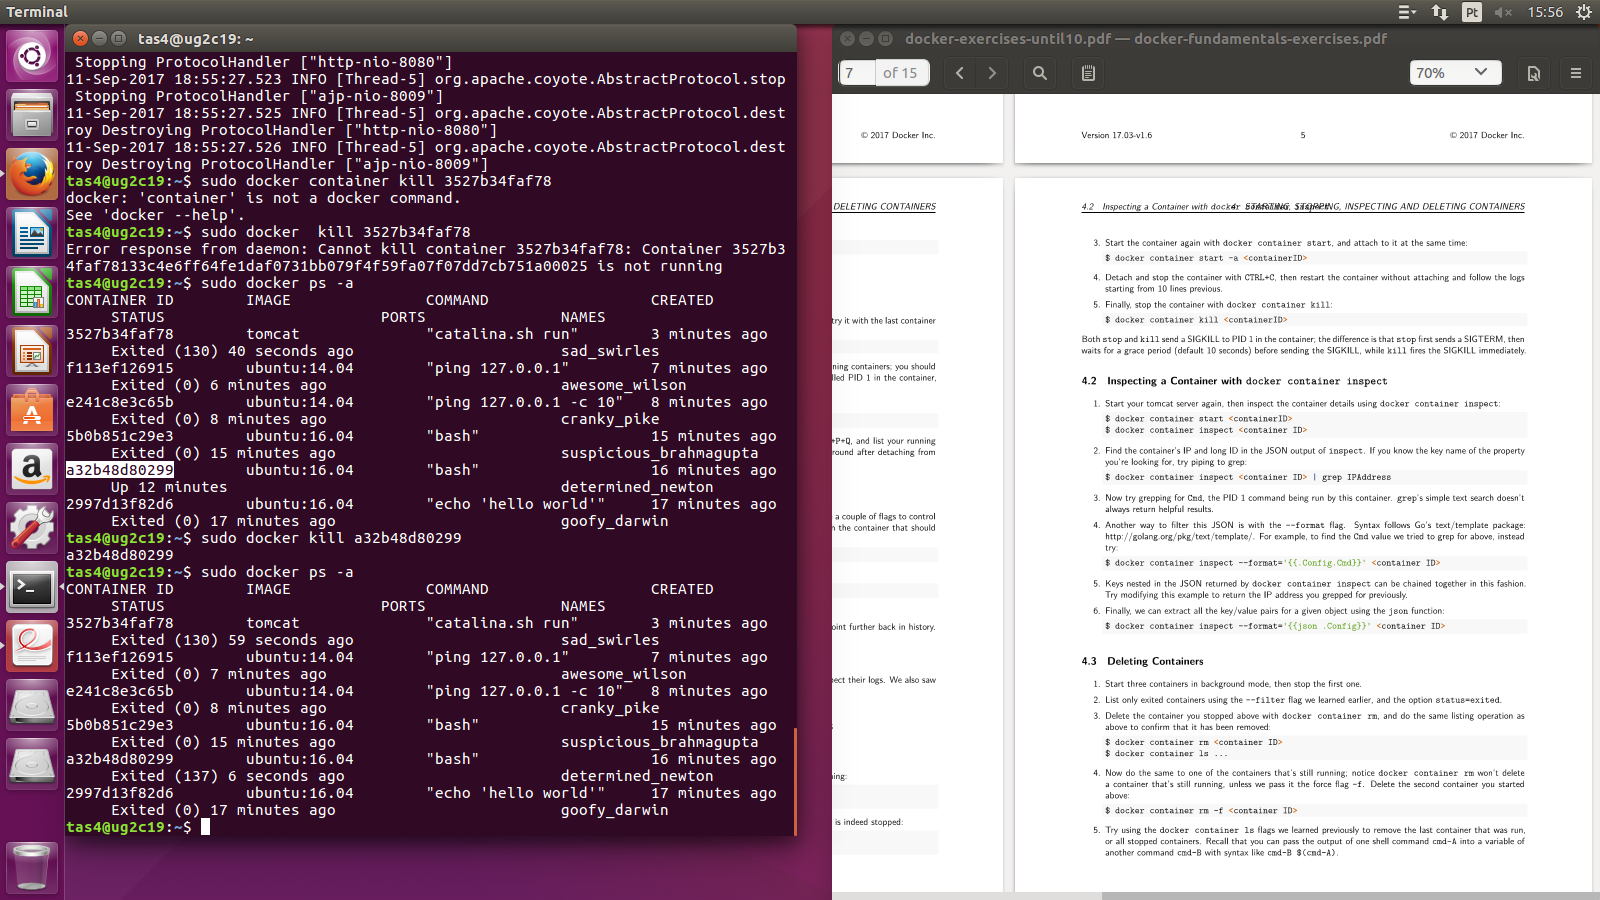 Terminal
Pt
15:56
tas4@ug2c19: ~
Stopping ProtocolHandler ["http-nio-8080"]
11-Sep-2017 18:55:27.523 INFO [Thread-5] org.apache.coyote.AbstractProtocol.stop
Stopping ProtocolHandler ["ajp-nio-8009"]
11-Sep-2017 18:55:27.525 INFO [Thread-5] org.apache.coyote.AbstractProtocol.dest
roy Destroying ProtocolHandler ["http-nio-8080"]
11-Sep-2017 18:55:27.526 INFO [Thread-5] org.apache.coyote.AbstractProtocol.dest
roy Destroying ProtocolHandler ["ajp-nio-8009"]
tas4@ug2c19:~$ sudo docker container kill 3527b34faf78
docker: 'container' is not a docker command.
See 'docker --help'.
tas4@ug2c19:~$ sudo docker  kill 3527b34faf78
Error response from daemon: Cannot kill container 3527b34faf78: Container 3527b3
4faf78133c4e6ff64fe1daf0731bb079f4f59fa07f07dd7cb751a00025 is not running
tas4@ug2c19:~$ sudo docker ps -a
CONTAINER ID        IMAGE               COMMAND                  CREATED
     STATUS                        PORTS               NAMES
3527b34faf78        tomcat              "catalina.sh run"        3 minutes ago
     Exited (130) 40 seconds ago                       sad_swirles
f113ef126915        ubuntu:14.04        "ping 127.0.0.1"         7 minutes ago
     Exited (0) 6 minutes ago                          awesome_wilson
e241c8e3c65b        ubuntu:14.04        "ping 127.0.0.1 -c 10"   8 minutes ago
     Exited (0) 8 minutes ago                          cranky_pike
5b0b851c29e3        ubuntu:16.04        "bash"                   15 minutes ago
     Exited (0) 15 minutes ago                         suspicious_brahmagupta
a32b48d80299        ubuntu:16.04        "bash"                   16 minutes ago
     Up 12 minutes                                     determined_newton
2997d13f82d6        ubuntu:16.04        "echo 'hello world'"     17 minutes ago
     Exited (0) 17 minutes ago                         goofy_darwin
tas4@ug2c19:~$ sudo docker kill a32b48d80299
a32b48d80299
tas4@ug2c19:~$ sudo docker ps -a
CONTAINER ID        IMAGE               COMMAND                  CREATED
     STATUS                        PORTS               NAMES
3527b34faf78        tomcat              "catalina.sh run"        3 minutes ago
     Exited (130) 59 seconds ago                       sad_swirles
f113ef126915        ubuntu:14.04        "ping 127.0.0.1"         7 minutes ago
     Exited (0) 7 minutes ago                          awesome_wilson
e241c8e3c65b        ubuntu:14.04        "ping 127.0.0.1 -c 10"   8 minutes ago
     Exited (0) 8 minutes ago                          cranky_pike
5b0b851c29e3        ubuntu:16.04        "bash"                   15 minutes ago
     Exited (0) 15 minutes ago                         suspicious_brahmagupta
a32b48d80299        ubuntu:16.04        "bash"                   16 minutes ago
     Exited (137) 6 seconds ago                        determined_newton
2997d13f82d6        ubuntu:16.04        "echo 'hello world'"     17 minutes ago
     Exited (0) 17 minutes ago                         goofy_darwin
tas4@ug2c19:~$
docker-exercises-until10.pdf — docker-fundamentals-exercises.pdf
7 of 15
70%
© 2017 Docker Inc.
DELETING CONTAINERS
try it with the last container
ning containers; you should
lled PID 1 in the container,
+P+Q, and list your running
round after detaching from
a couple of flags to control
n the container that should
oint further back in history.
pect their logs. We also saw
ning:
is indeed stopped:
Version 17.03-v1.6 5 © 2017 Docker Inc.
4.2 Inspecting a Container with docker STARTING, STOPPING, INSPECTING AND DELETING CONTAINERS
3. Start the container again with docker container start, and attach to it at the same time:
$ docker container start -a <containerID>
4. Detach and stop the container with CTRL+C, then restart the container without attaching and follow the logs
starting from 10 lines previous.
5. Finally, stop the container with docker container kill:
$ docker container kill <containerID>
Both stop and kill send a SIGKILL to PID 1 in the container, the difference is that stop first sends a SIGTERM, then
waits for a grace period (default 10 seconds) before sending the SIGKILL, while kill fires the SIGKILL immediately.
4.2 Inspecting a Container with docker container inspect
1. Start your tomcat server again, then inspect the container details using docker container inspect:
$ docker container start <containerID>
$ docker container inspect <container ID>
2. Find the container's IP and long ID in the JSON output of inspect. If you know the key name of the property
you're looking for, try piping to grep:
$ docker container inspect <container ID> | grep IPAddress
3. Now try grepping for Cmd, the PID 1 command being run by this container. grep's simple text search doesn't
always return helpful results.
4. Another way to filter this JSON is with the --format flag. Syntax follows Go's text/template package:
http://golang.org/pkg/text/template/. For example, to find the Cmd value we tried to grep for above, instead
try:
$ docker container inspect --format='{{.Config.Cmd}}' <container ID>
5. Keys nested in the JSON returned by docker container inspect can be chained together in this fashion.
Try modifying this example to return the IP address you grepped for previously.
6. Finally, we can extract all the key/value pairs for a given object using the json function:
$ docker container inspect --format='{{json .Config}}' <container ID>
4.3 Deleting Containers
1. Start three containers in background mode, then stop the first one.
2. List only exited containers using the --filter flag we learned earlier, and the option status=exited.
3. Delete the container you stopped above with docker container rm, and do the same listing operation as
above to confirm that it has been removed:
$ docker container rm <container ID>
$ docker container ls ...
4. Now do the same to one of the containers that's still running; notice docker container rm won't delete
a container that's still running, unless we pass it the force flag -f. Delete the second container you started
above:
$ docker container rm -f <container ID>
5. Try using the docker container ls flags we learned previously to remove the last container that was run,
or all stopped containers. Recall that you can pass the output of one shell command cmd-A into a variable of
another command cmd-B with syntax like cmd-B $(cmd-A).